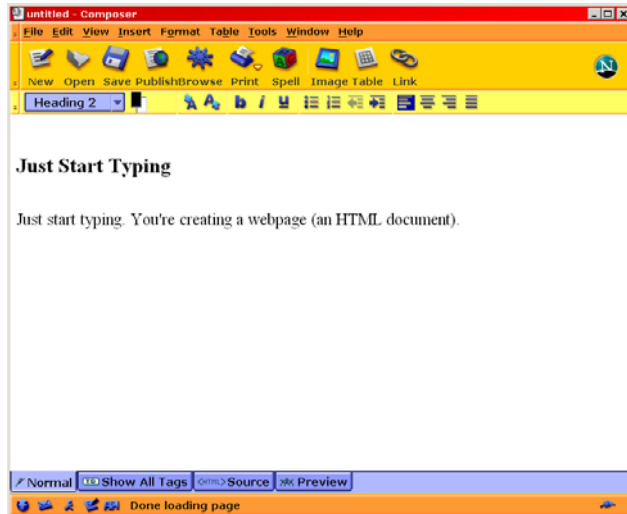 untitled - Composer
File Edit View Insert Format Table Tools Window Help
New Open Save Publish Browse Print Spell Image Table Link
Heading 2 A A b i u
Just Start Typing
Just start typing. You're creating a webpage (an HTML document).
Normal Show All Tags <HTML> Source Preview
Done loading page